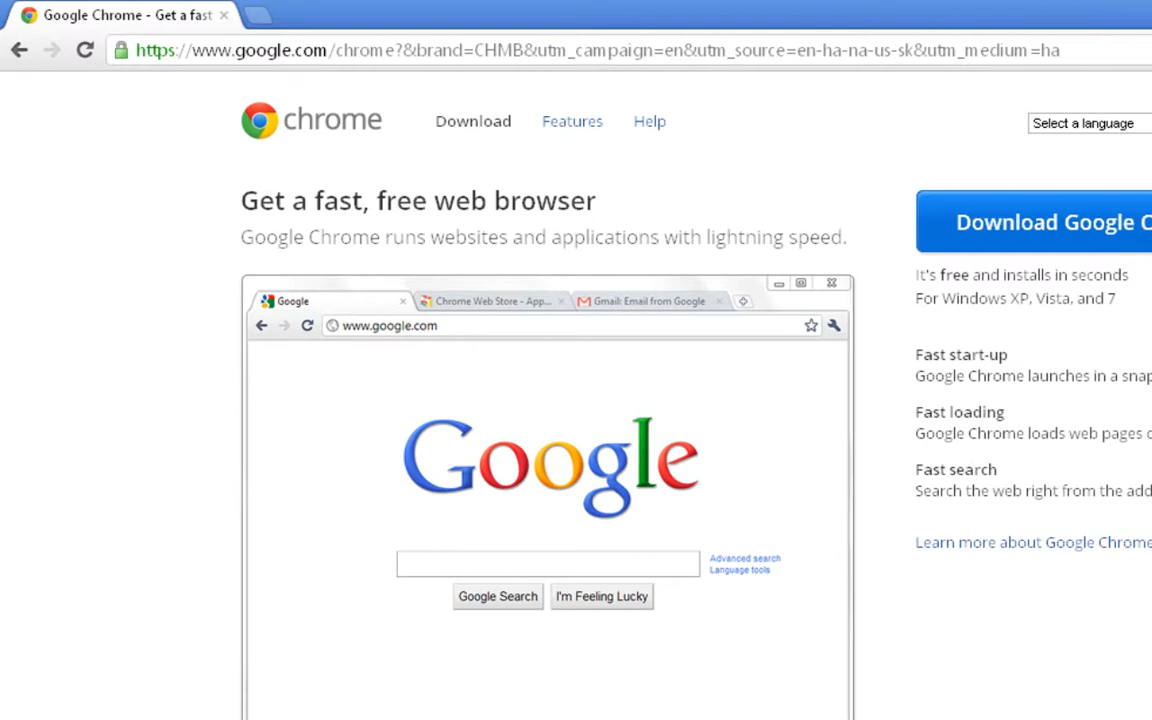 Google Chrome - Get a fast
https://www.google.com/chrome?&brand=CHMB&utm_campaign=en&utm_source=en-ha-na-us-sk&utm_medium=ha
chrome Download Features Help
Select a language
Get a fast, free web browser
Google Chrome runs websites and applications with lightning speed.
Google Chrome Web Store - App... Gmail: Email from Google
www.google.com
Google
Advanced search
Language tools
Google Search I'm Feeling Lucky
Download Google C
It's free and installs in seconds
For Windows XP, Vista, and 7
Fast start-up
Google Chrome launches in a snap
Fast loading
Google Chrome loads web pages
Fast search
Search the web right from the add
Learn more about Google Chrome